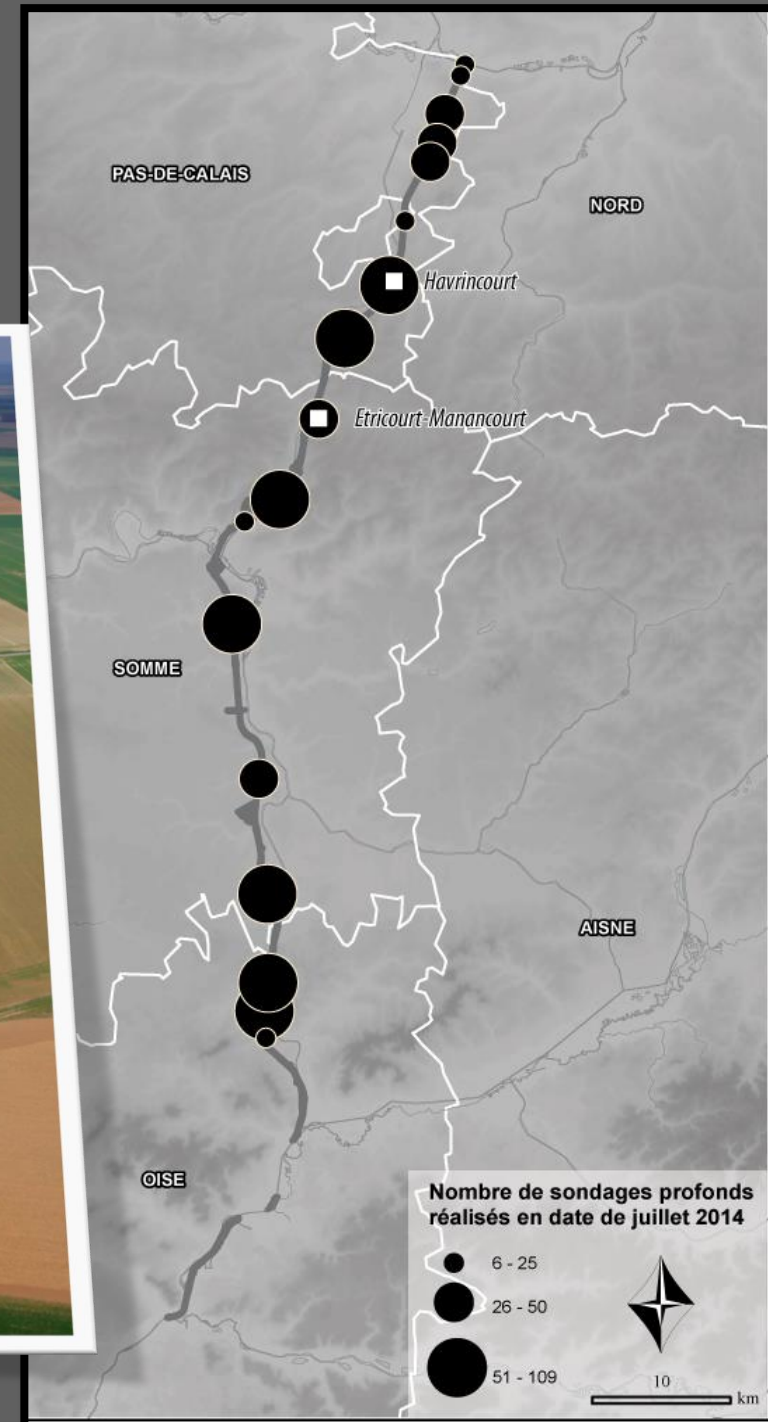 PAS-DE-CALAIS
NORD
Havrincourt
Etricourt-Manancourt
SOMME
AISNE
OISE
Nombre de sondages profonds
réalisés en date de juillet 2014
6 - 25
26 - 50
51 - 109
10
km